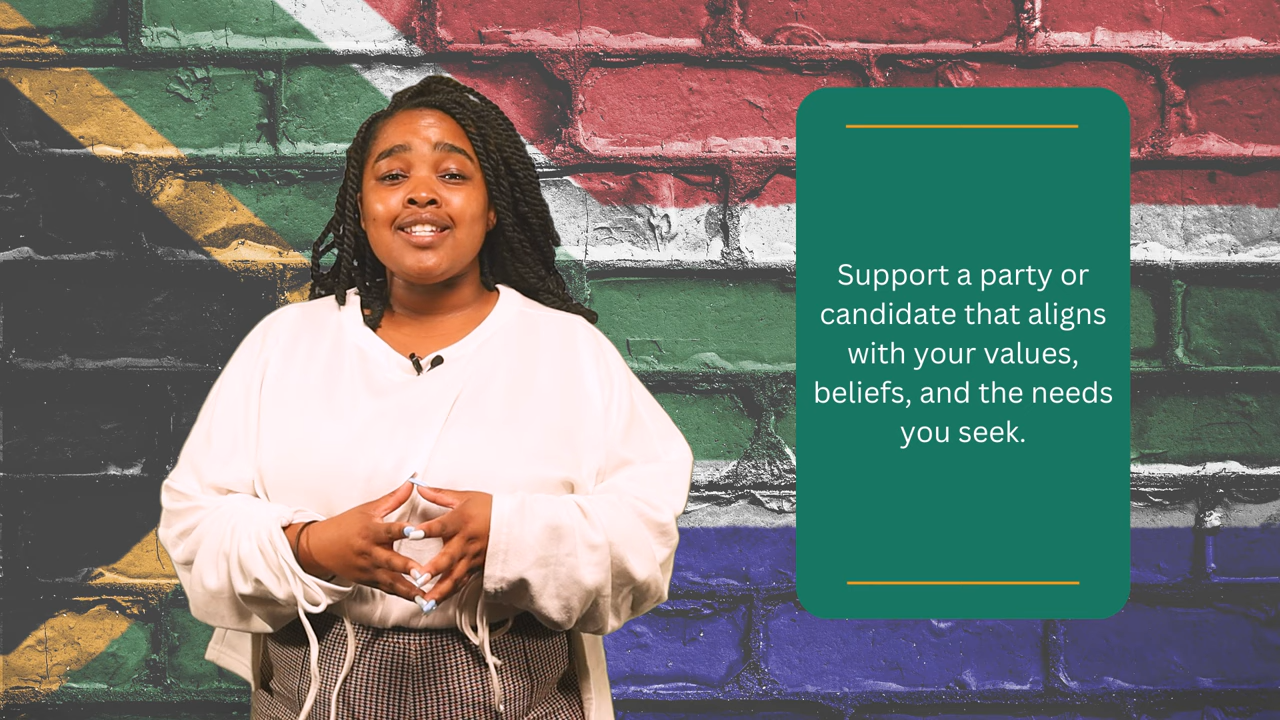 Support a party or
candidate that aligns
with your values,
beliefs, and the needs
you seek.